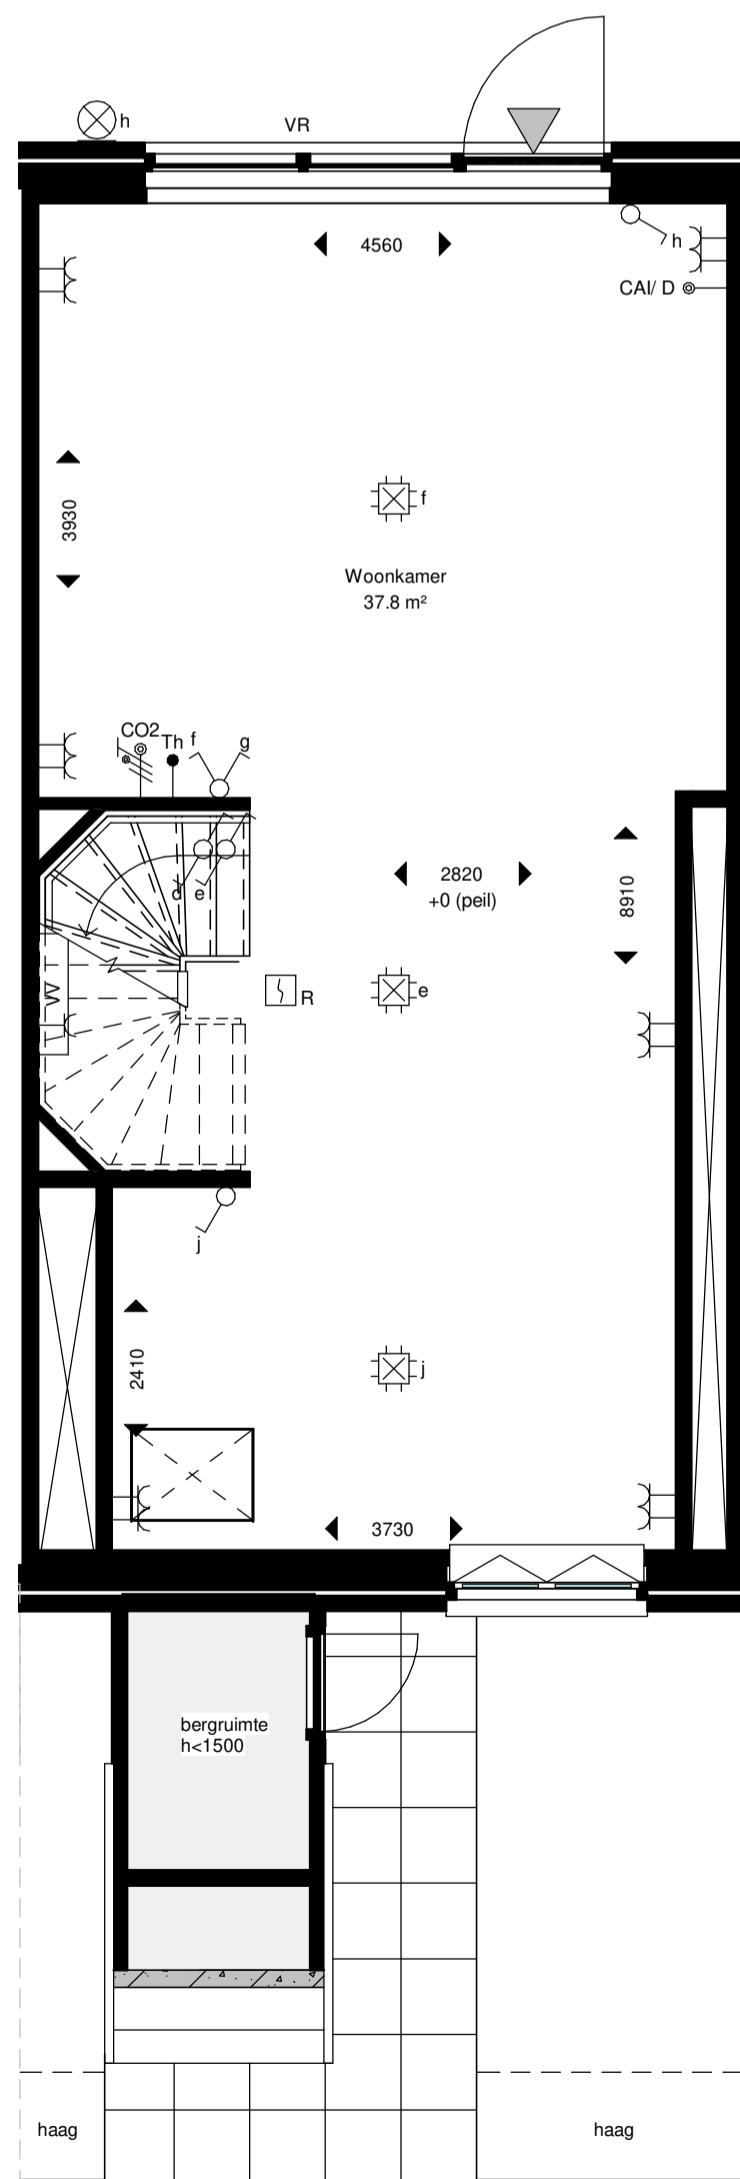 h
VR
4560
h
CAI/ D
3930
f
Woonkamer
37.8 m²
CO2
Th
f
g
d
e
2820
+0 (peil)
8910
VV
R
e
j
2410
j
3730
bergruimte
h<1500
haag
haag